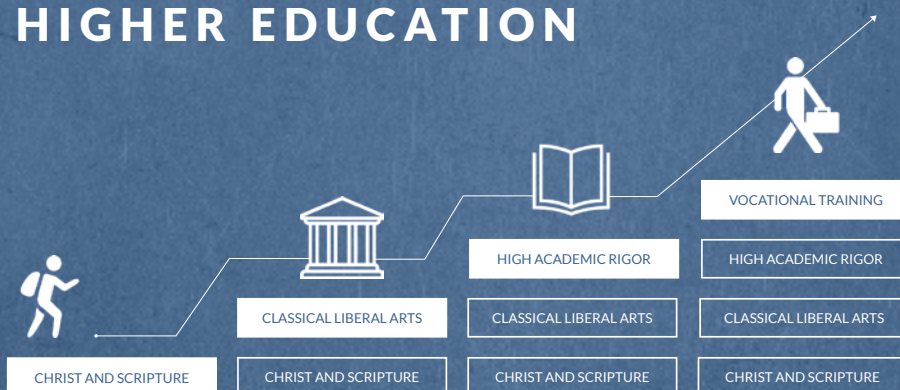 HIGHER EDUCATION
VOCATIONAL TRAINING
HIGH ACADEMIC RIGOR
HIGH ACADEMIC RIGOR
CLASSICAL LIBERAL ARTS
CLASSICAL LIBERAL ARTS
CLASSICAL LIBERAL ARTS
CHRIST AND SCRIPTURE
CHRIST AND SCRIPTURE
CHRIST AND SCRIPTURE
CHRIST AND SCRIPTURE